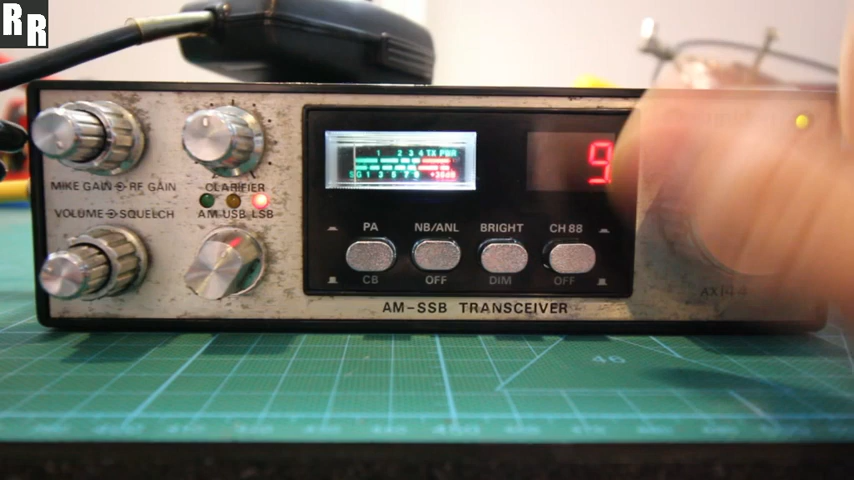 RR
1 2 3 4 TX PWR
SG 1 3 5 7 9 +30dB
9
MIKE GAIN RF GAIN
CLARIFIER
VOLUME SQUELCH
AM USB LSB
PA NB/ANL BRIGHT CH 88
CB OFF DIM OFF
AX144
AM-SSB TRANSCEIVER
46